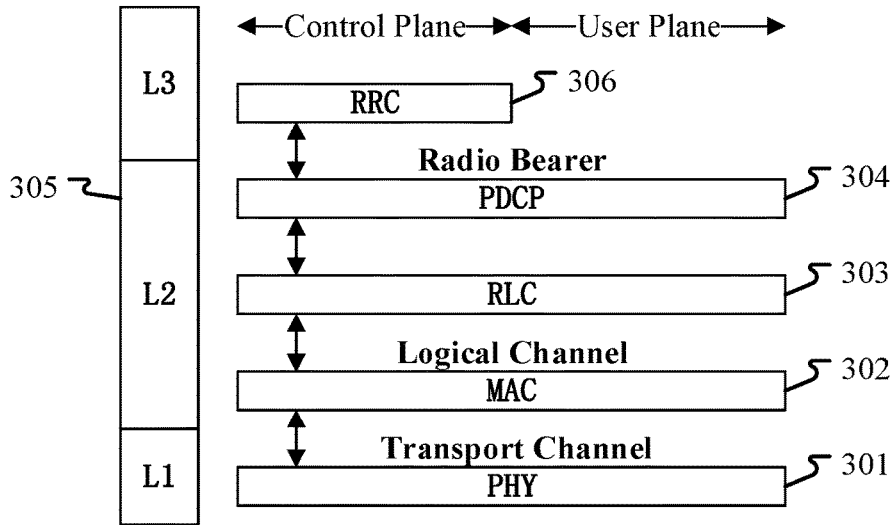 Control Plane User Plane
L3
306
RRC
Radio Bearer
305
304
PDCP
303
L2
RLC
Logical Channel
302
MAC
Transport Channel
301
L1
PHY